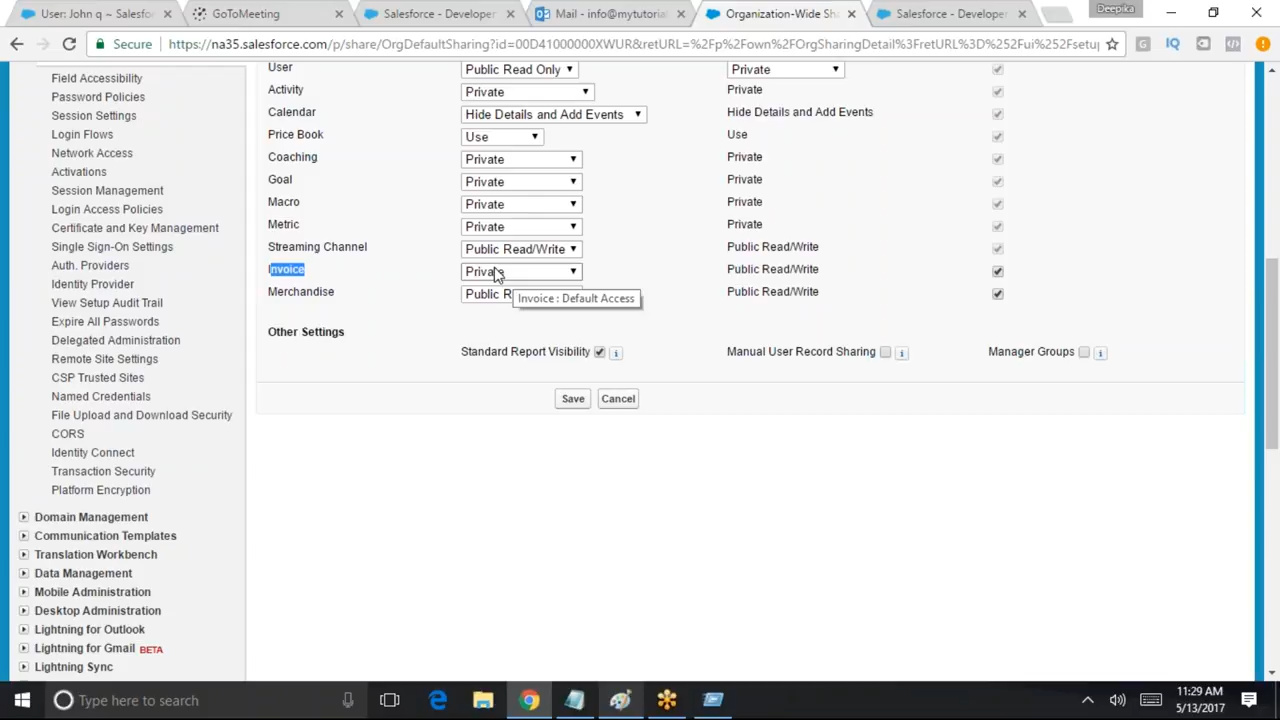 User: John q ~ Salesfo
GoToMeeting
Salesforce - Developer
Mail - info@mytutorial
Organization-Wide Sha
Salesforce - Developer
Deepika
Secure
https://na35.salesforce.com/p/share/OrgDefaultSharing?id=00D41000000XWUR&retURL=%2Fp%2Fown%2FOrgSharingDetail%3FretURL%3D%252Fui%252Fsetup
Field Accessibility
Password Policies
Session Settings
Login Flows
Network Access
Activations
Session Management
Login Access Policies
Certificate and Key Management
Single Sign-On Settings
Auth. Providers
Identity Provider
View Setup Audit Trail
Expire All Passwords
Delegated Administration
Remote Site Settings
CSP Trusted Sites
Named Credentials
File Upload and Download Security
CORS
Identity Connect
Transaction Security
Platform Encryption
Domain Management
Communication Templates
Translation Workbench
Data Management
Mobile Administration
Desktop Administration
Lightning for Outlook
Lightning for Gmail BETA
Lightning Sync
User Public Read Only Private
Activity Private Private
Calendar Hide Details and Add Events Hide Details and Add Events
Price Book Use Use
Coaching Private Private
Goal Private Private
Macro Private Private
Metric Private Private
Streaming Channel Public Read/Write Public Read/Write
Invoice Private Public Read/Write
Merchandise Public R Public Read/Write
Invoice : Default Access
Other Settings
Standard Report Visibility Manual User Record Sharing Manager Groups
Save Cancel
Type here to search
11:29 AM
5/13/2017